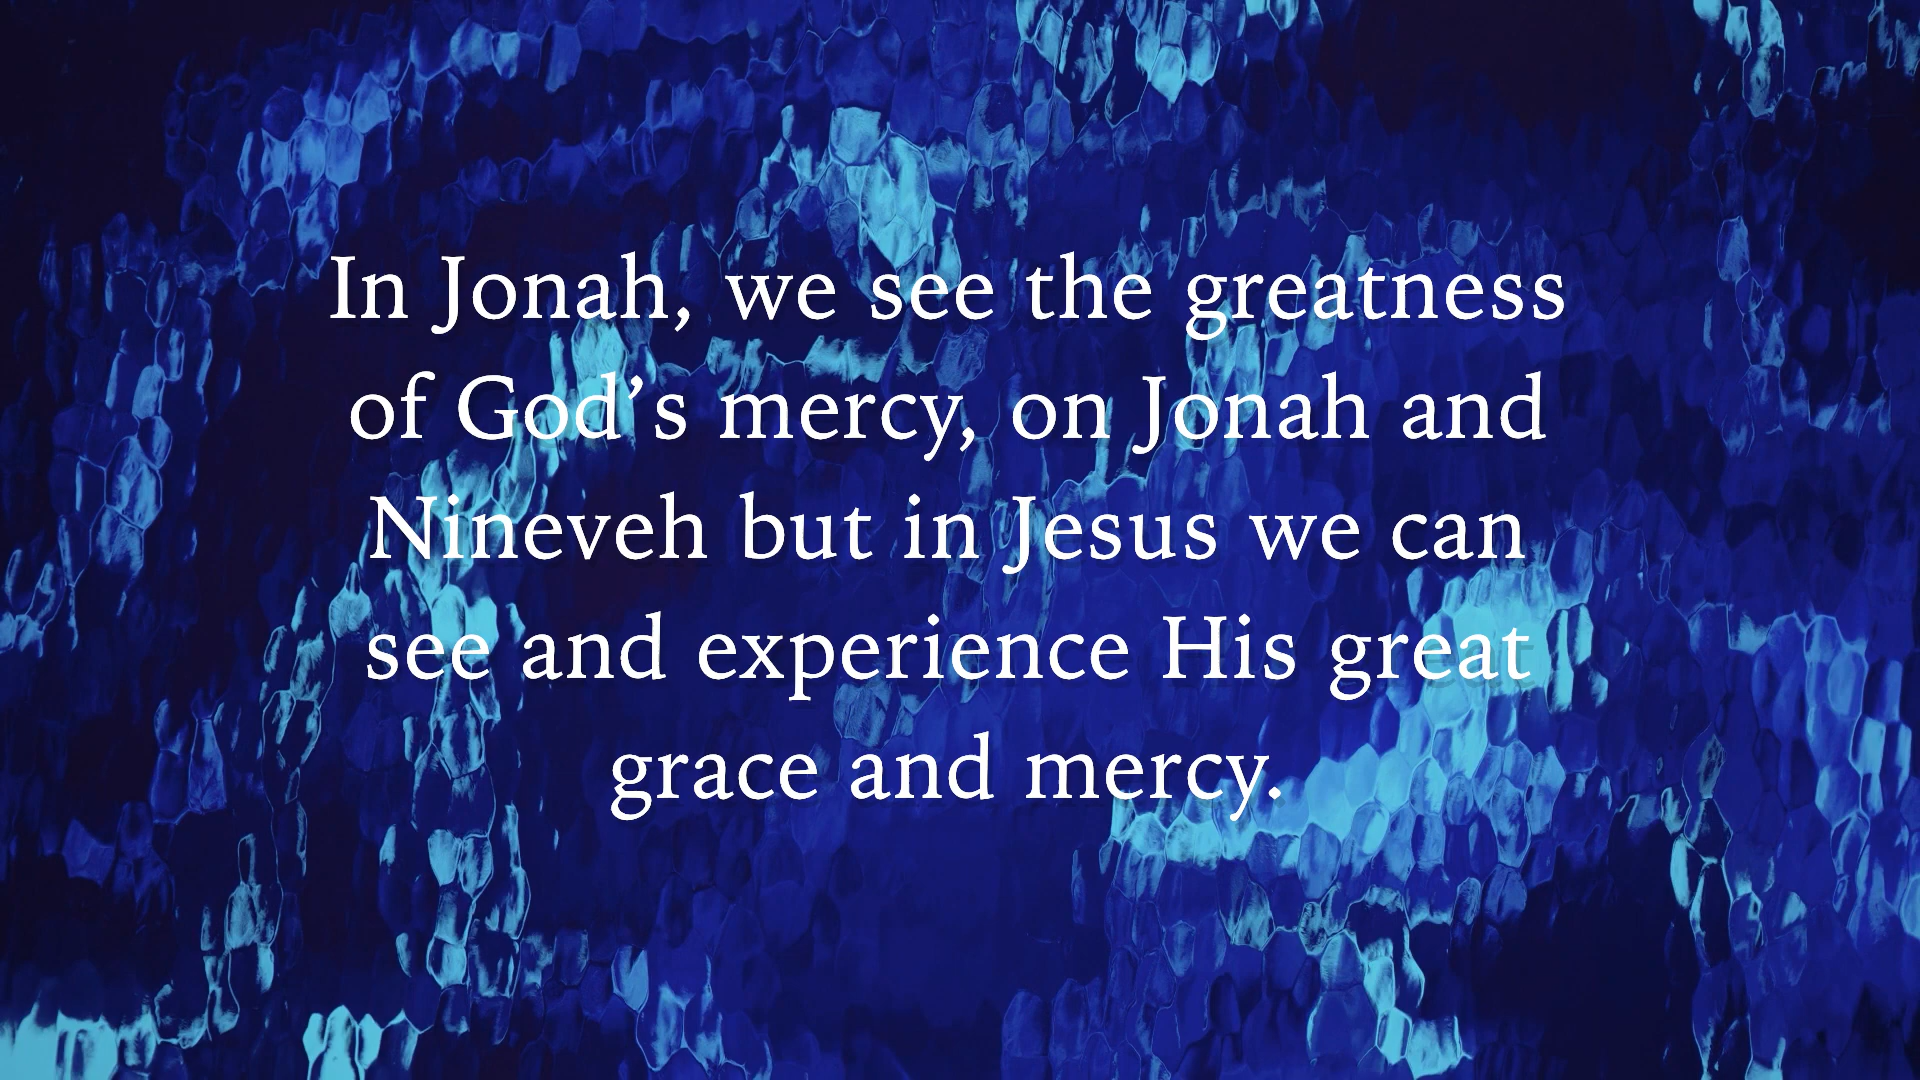 In Jonah, we see the greatness
of God’s mercy, on Jonah and
Nineveh but in Jesus we can
see and experience His great
grace and mercy.